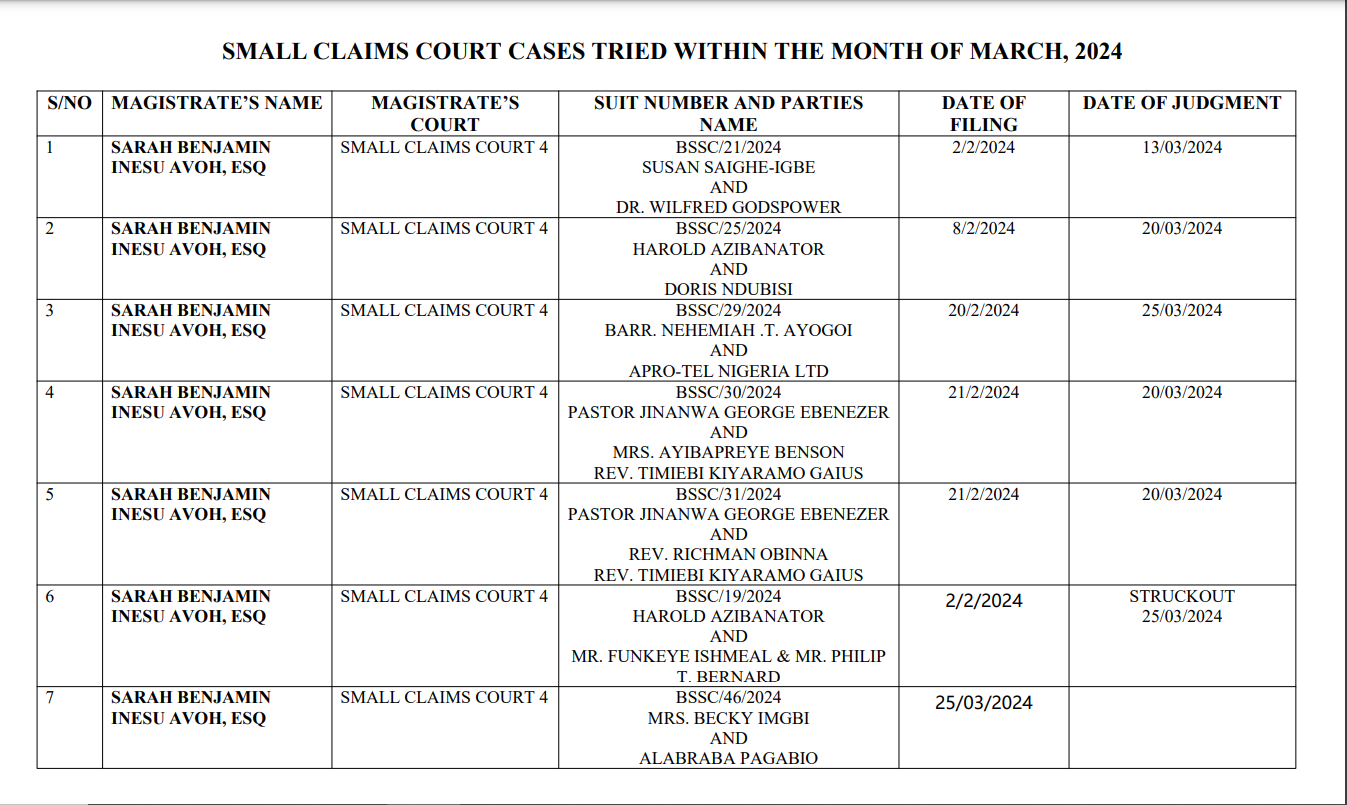 SMALL CLAIMS COURT CASES TRIED WITHIN THE MONTH OF MARCH, 2024
S/NO MAGISTRATE’S NAME MAGISTRATE’S COURT SUIT NUMBER AND PARTIES NAME DATE OF FILING DATE OF JUDGMENT
1 SARAH BENJAMIN SMALL CLAIMS COURT 4 BSSC/21/2024 2/2/2024 13/03/2024
INESU AVOH, ESQ SUSAN SAIGHE-IGBE
AND
DR. WILFRED GODSPOWER
2 SARAH BENJAMIN SMALL CLAIMS COURT 4 BSSC/25/2024 8/2/2024 20/03/2024
INESU AVOH, ESQ HAROLD AZIBANATOR
AND
DORIS NDUBISI
3 SARAH BENJAMIN SMALL CLAIMS COURT 4 BSSC/29/2024 20/2/2024 25/03/2024
INESU AVOH, ESQ BARR. NEHEMIAH .T. AYOGOI
AND
APRO-TEL NIGERIA LTD
4 SARAH BENJAMIN SMALL CLAIMS COURT 4 BSSC/30/2024 21/2/2024 20/03/2024
INESU AVOH, ESQ PASTOR JINANWA GEORGE EBENEZER
AND
MRS. AYIBAPREYE BENSON
REV. TIMIEBI KIYARAMO GAIUS
5 SARAH BENJAMIN SMALL CLAIMS COURT 4 BSSC/31/2024 21/2/2024 20/03/2024
INESU AVOH, ESQ PASTOR JINANWA GEORGE EBENEZER
AND
REV. RICHMAN OBINNA
REV. TIMIEBI KIYARAMO GAIUS
6 SARAH BENJAMIN SMALL CLAIMS COURT 4 BSSC/19/2024 2/2/2024 STRUCKOUT
INESU AVOH, ESQ HAROLD AZIBANATOR 25/03/2024
AND
MR. FUNKEYE ISHMEAL & MR. PHILIP
T. BERNARD
7 SARAH BENJAMIN SMALL CLAIMS COURT 4 BSSC/46/2024 25/03/2024
INESU AVOH, ESQ MRS. BECKY IMGBI
AND
ALABRABA PAGABIO